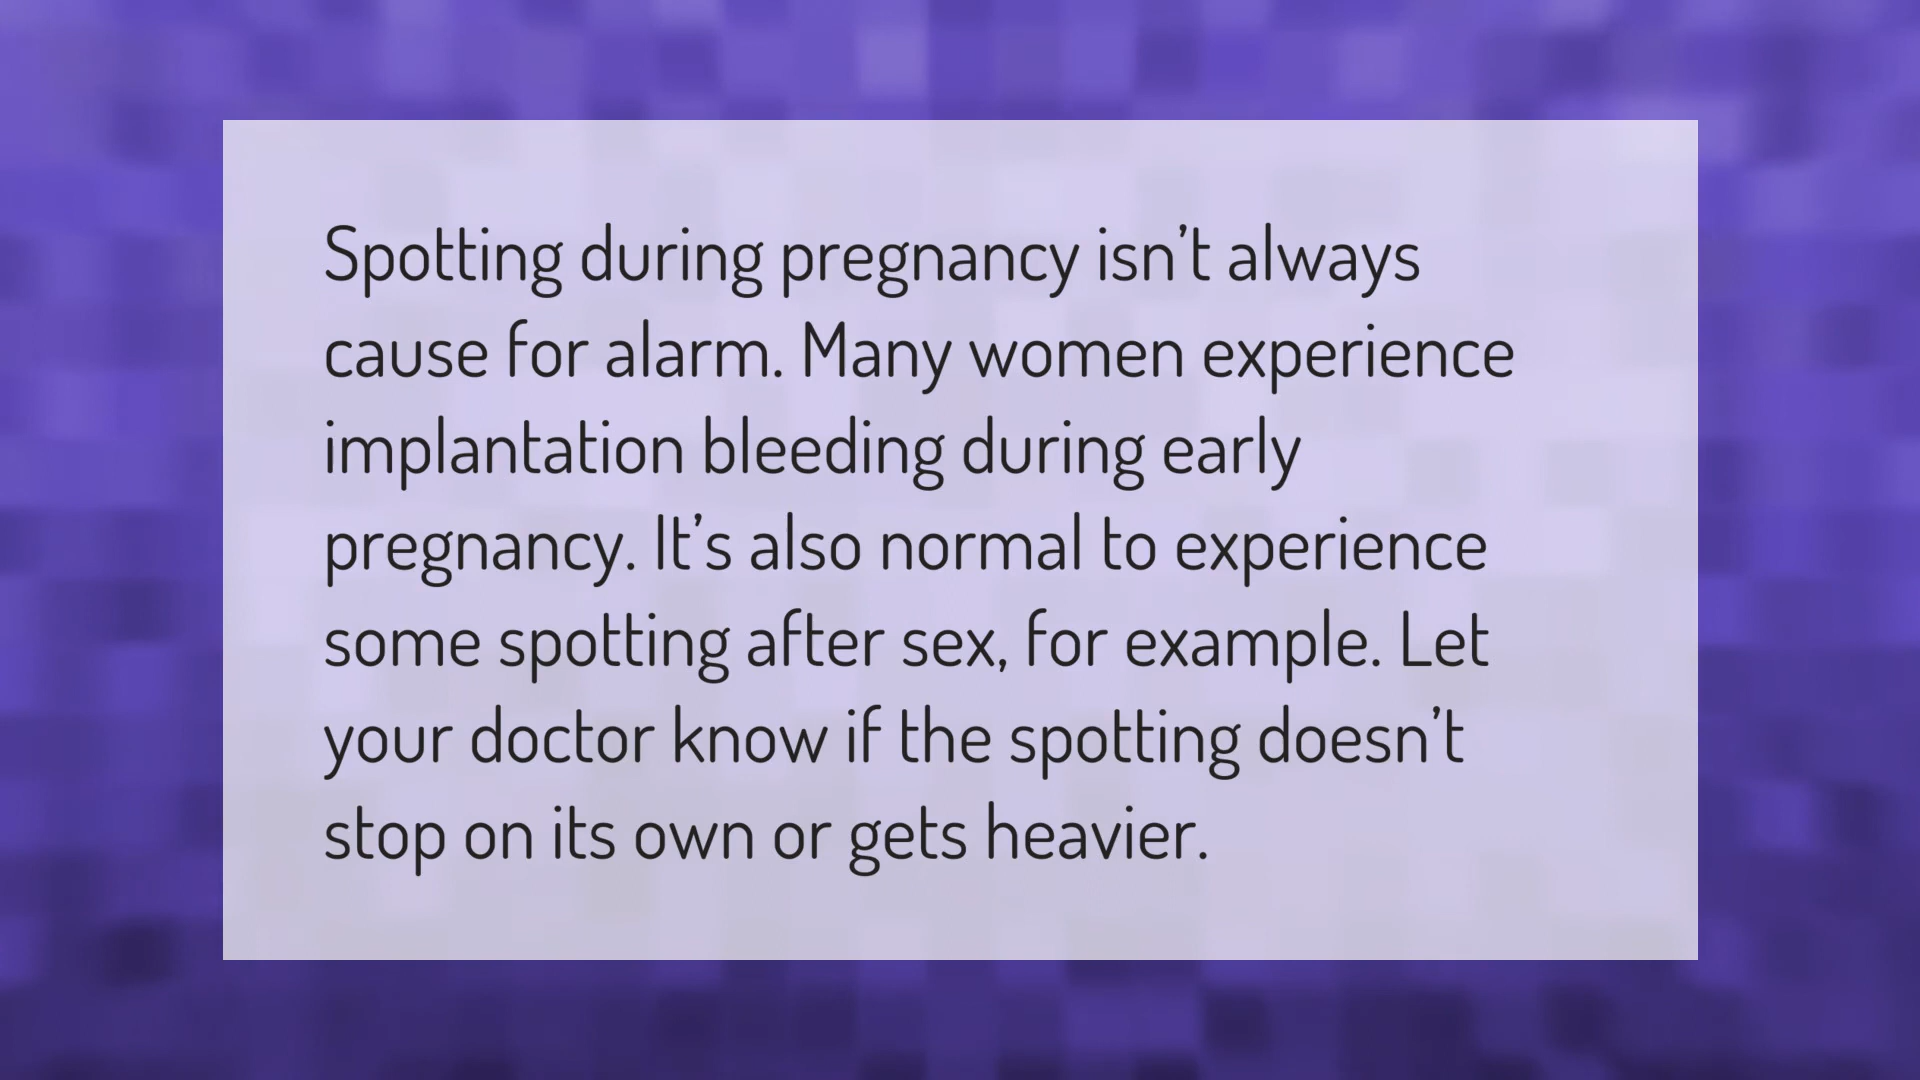 Spotting during pregnancy isn’t always
cause for alarm. Many women experience
implantation bleeding during early
pregnancy. It’s also normal to experience
some spotting after sex, for example. Let
your doctor know if the spotting doesn’t
stop on its own or gets heavier.